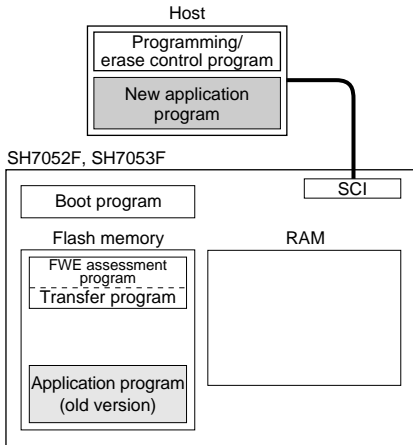 Host
Programming/
erase control program
New application
program
SH7052F, SH7053F
SCI
Boot program
Flash memory
RAM
FWE assessment
program
Transfer program
Application program
(old version)